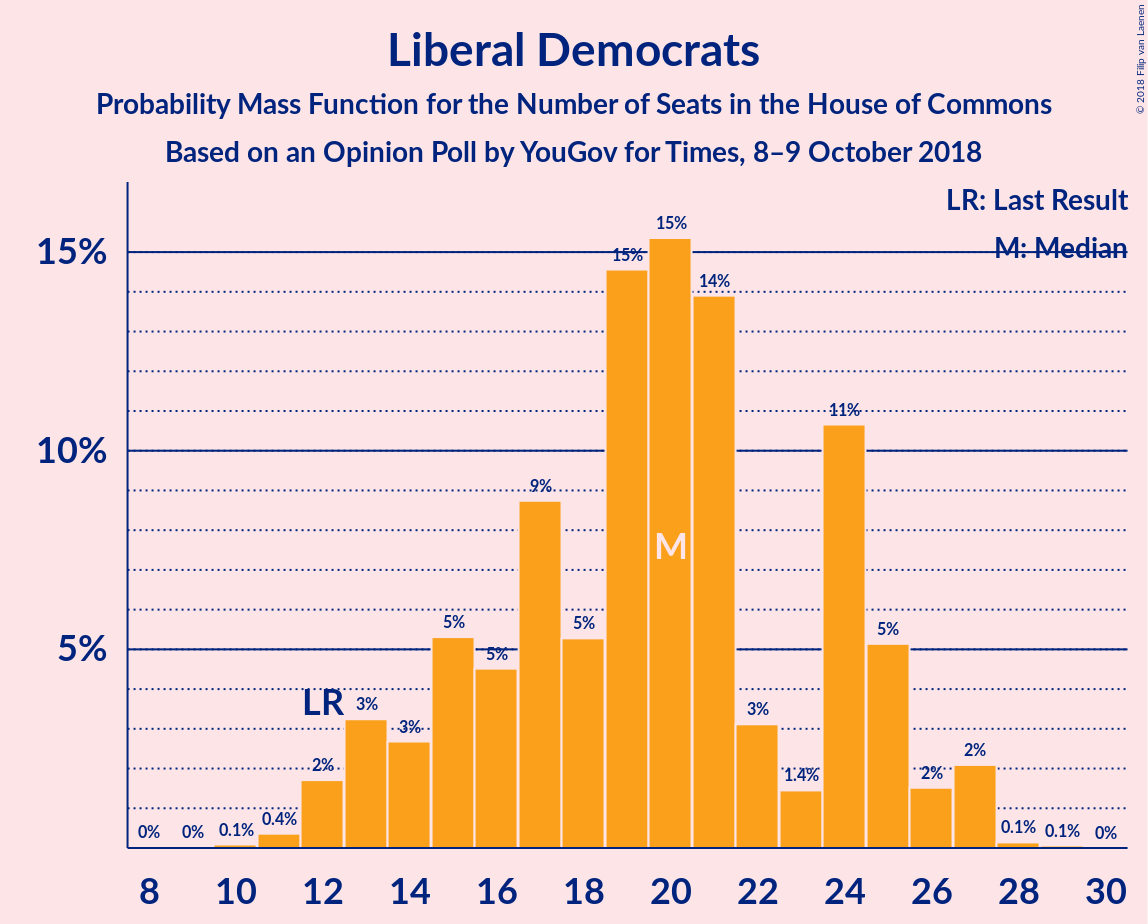 Liberal Democrats
Probability Mass Function for the Number of Seats in the House of Commons
Based on an Opinion Poll by YouGov for Times, 8–9 October 2018
© 2018 Filip van Laenen
LR: Last Result
M: Median
15%
10%
5%
0%
0%
0.1%
0.4%
2%
LR
3%
3%
5%
5%
9%
5%
15%
15%
M
14%
3%
1.4%
11%
5%
2%
2%
0.1%
0.1%
0%
8 10 12 14 16 18 20 22 24 26 28 30